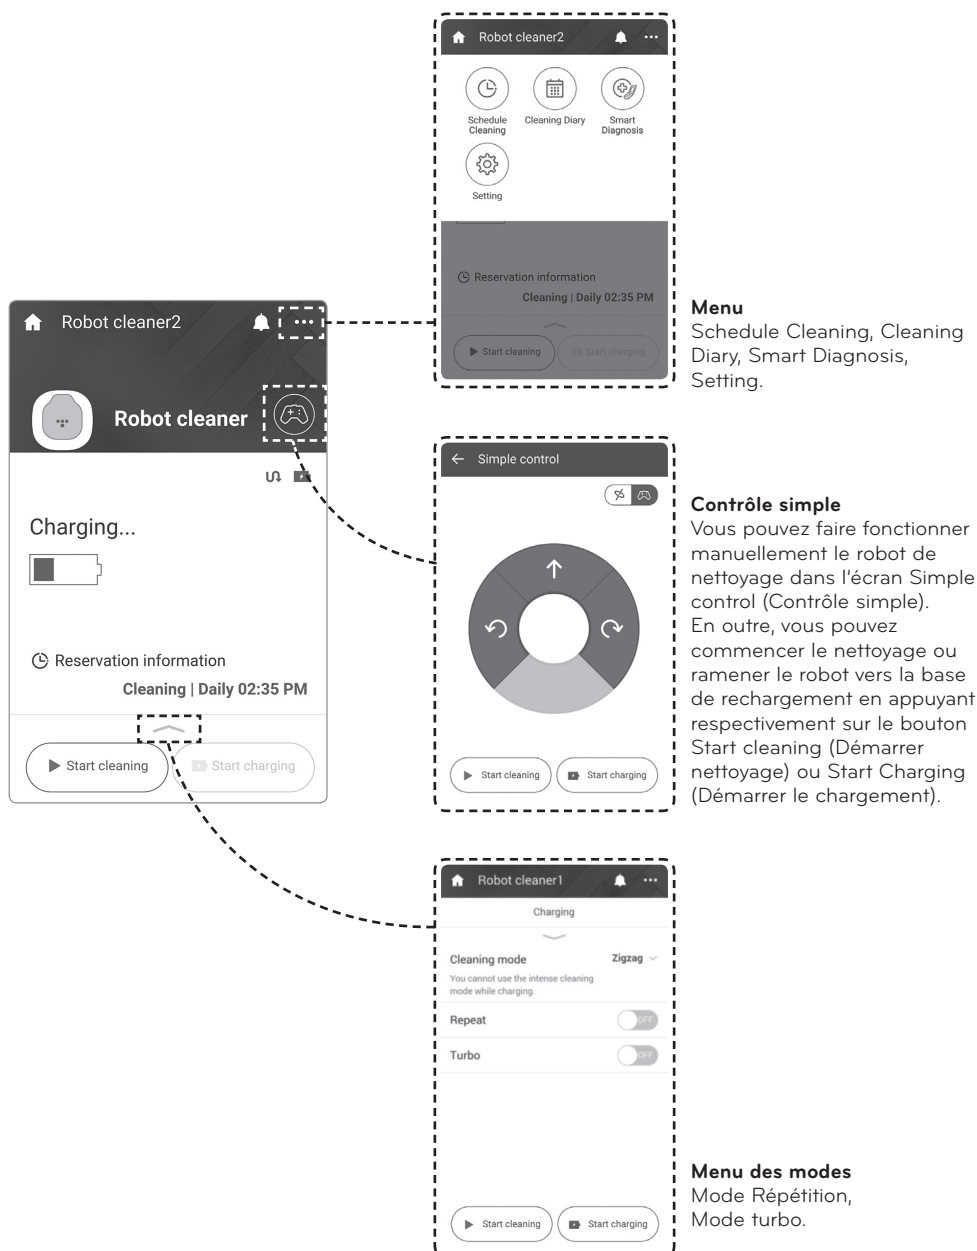 Robot cleaner2
Schedule
Cleaning
Cleaning Diary
Smart
Diagnosis
Setting
Reservation information
Cleaning | Daily 02:35 PM
Start cleaning
Start charging
Menu
Schedule Cleaning, Cleaning
Diary, Smart Diagnosis,
Setting.
Robot cleaner2
Robot cleaner
Charging...
Reservation information
Cleaning | Daily 02:35 PM
Start cleaning
Start charging
Simple control
Start cleaning
Start charging
Contrôle simple
Vous pouvez faire fonctionner
manuellement le robot de
nettoyage dans l'écran Simple
control (Contrôle simple).
En outre, vous pouvez
commencer le nettoyage ou
ramener le robot vers la base
de rechargement en appuyant
respectivement sur le bouton
Start cleaning (Démarrer
nettoyage) ou Start Charging
(Démarrer le chargement).
Robot cleaner1
Charging
Cleaning mode
Zigzag
You cannot use the intense cleaning
mode while charging.
Repeat
OFF
Turbo
OFF
Start cleaning
Start charging
Menu des modes
Mode Répétition,
Mode turbo.